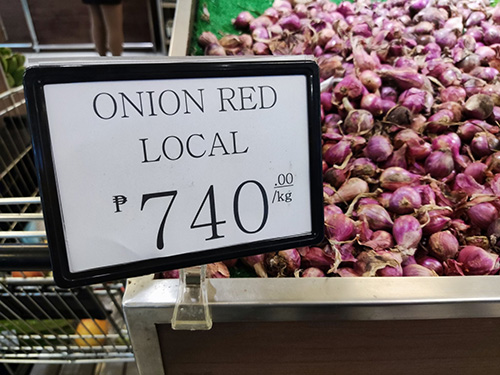 ONION RED
LOCAL
₱ 740.00/kg